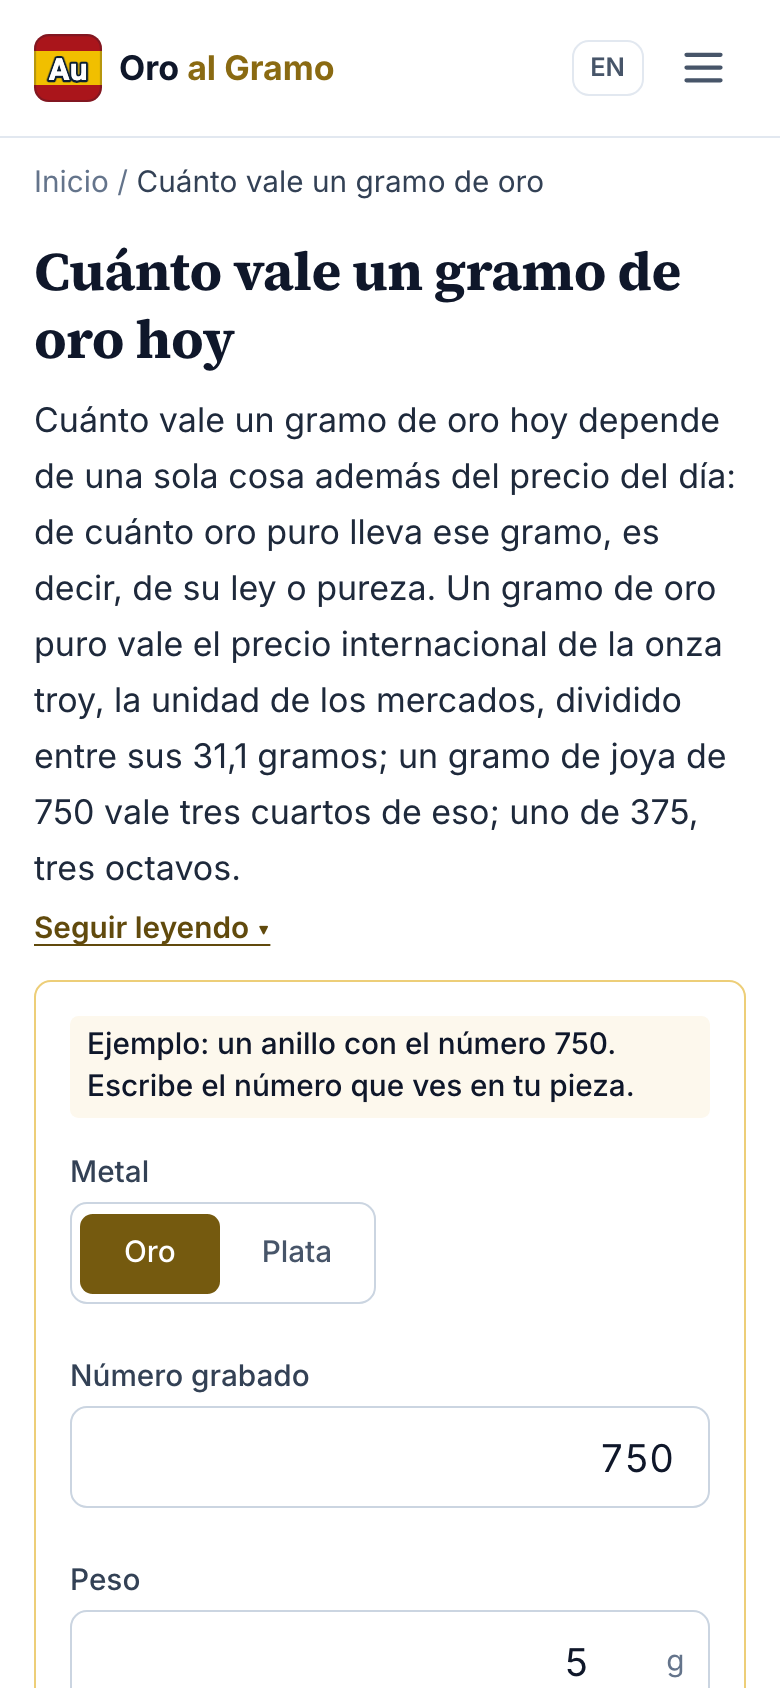 Au Oro al Gramo EN
Inicio / Cuánto vale un gramo de oro
Cuánto vale un gramo de
oro hoy
Cuánto vale un gramo de oro hoy depende
de una sola cosa además del precio del día:
de cuánto oro puro lleva ese gramo, es
decir, de su ley o pureza. Un gramo de oro
puro vale el precio internacional de la onza
troy, la unidad de los mercados, dividido
entre sus 31,1 gramos; un gramo de joya de
750 vale tres cuartos de eso; uno de 375,
tres octavos.
Seguir leyendo ▾
Ejemplo: un anillo con el número 750.
Escribe el número que ves en tu pieza.
Metal
Oro Plata
Número grabado
750
Peso
5 g